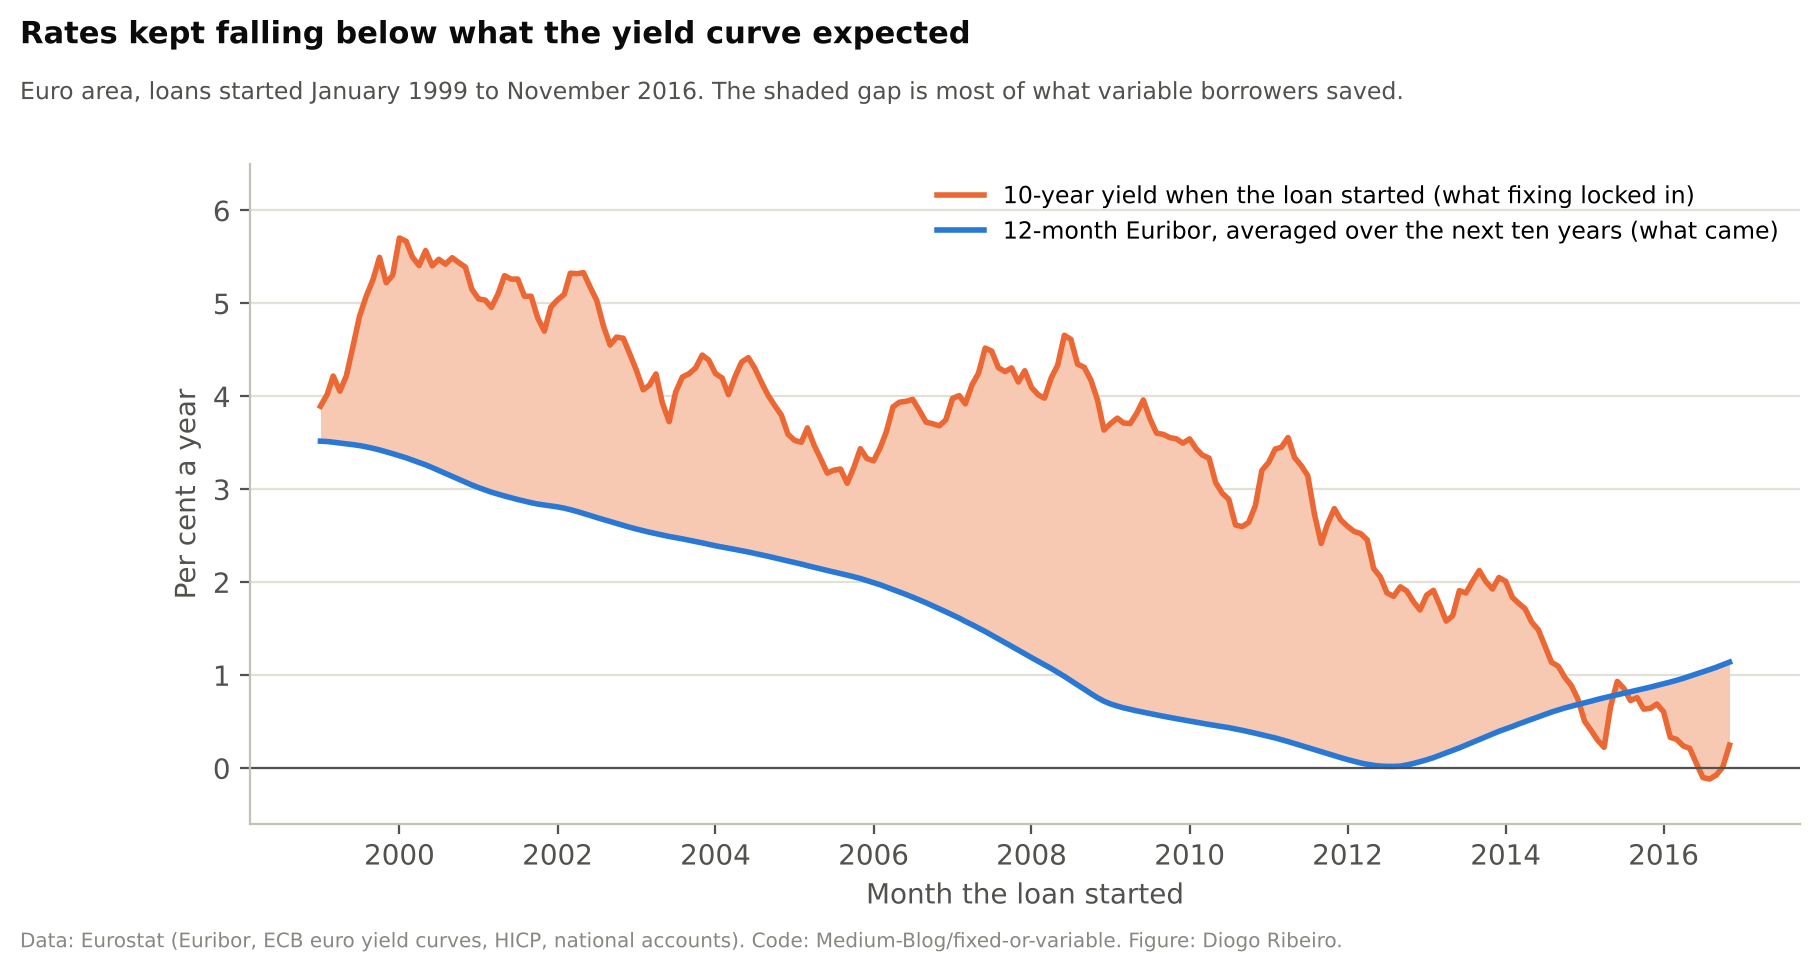 Rates kept falling below what the yield curve expected
Euro area, loans started January 1999 to November 2016. The shaded gap is most of what variable borrowers saved.
10-year yield when the loan started (what fixing locked in)
12-month Euribor, averaged over the next ten years (what came)
Per cent a year
6
5
4
3
2
1
0
2000 2002 2004 2006 2008 2010 2012 2014 2016
Month the loan started
Data: Eurostat (Euribor, ECB euro yield curves, HICP, national accounts). Code: Medium-Blog/fixed-or-variable. Figure: Diogo Ribeiro.